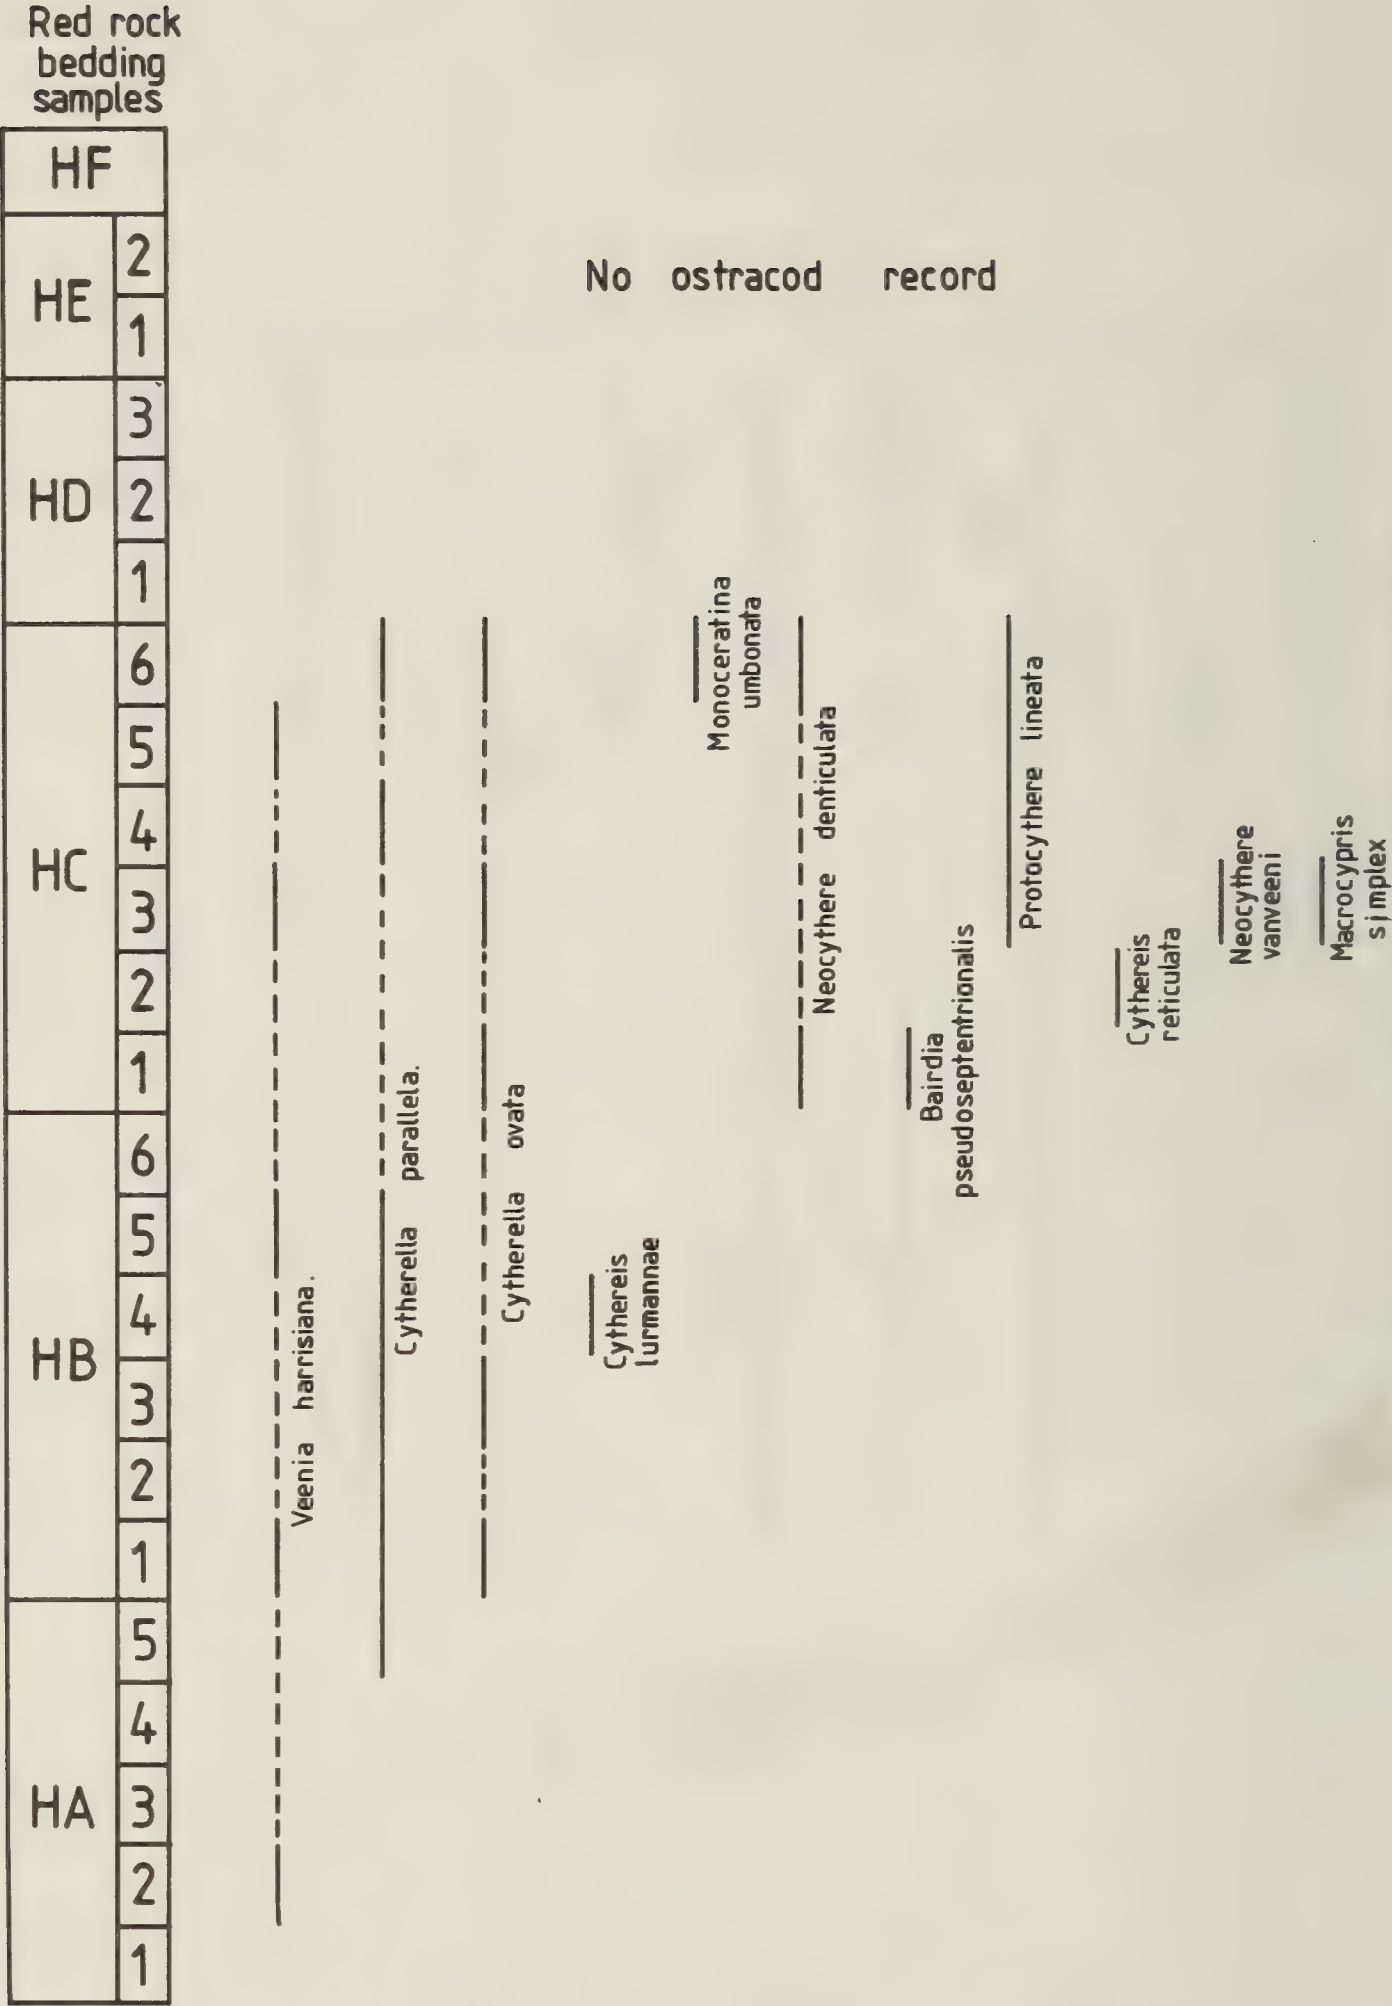 Red rock
bedding
samples
HF
HE
2
1
HD
3
2
1
HC
6
5
4
3
2
1
HB
6
5
4
3
2
1
HA
5
4
3
2
1
No ostracod record
Veenia harrisiana.
Cytherella parallela.
Cytherella ovata
Cythereis
lurmannae
Monoceratina
umbonata
Neocythere denticulata
Bairdia
pseudoseptentrionalis
Protocythere lineata
Cythereis
reticulata
Neocythere
vanveeni
Macrocypris
simplex